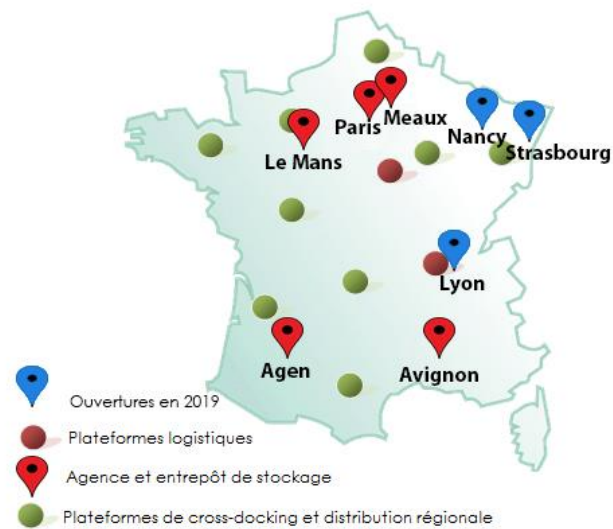 Meaux
Paris
Nancy
Le Mans
Strasbourg
Lyon
Agen
Avignon
Ouvertures en 2019
Plateformes logistiques
Agence et entrepôt de stockage
Plateformes de cross-docking et distribution régionale